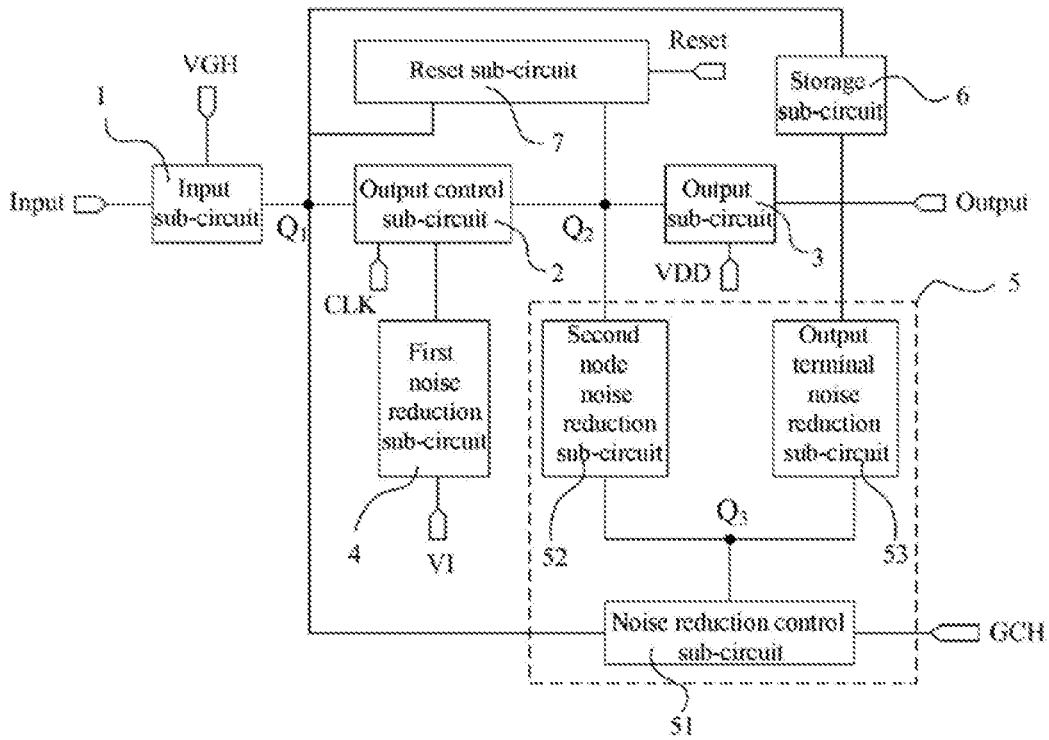 Reset
VGH
Reset sub-circuit
Storage
sub-circuit
6
1
7
Input
Input
sub-circuit
Output control
sub-circuit
Output
sub-circuit
Output
Q1
Q2
2
3
CLK
VDD
5
First
noise
reduction
sub-circuit
Second
node
noise
reduction
sub-circuit
Output
terminal
noise
reduction
sub-circuit
4
VI
52
Q3
53
Noise reduction control
sub-circuit
GCH
51